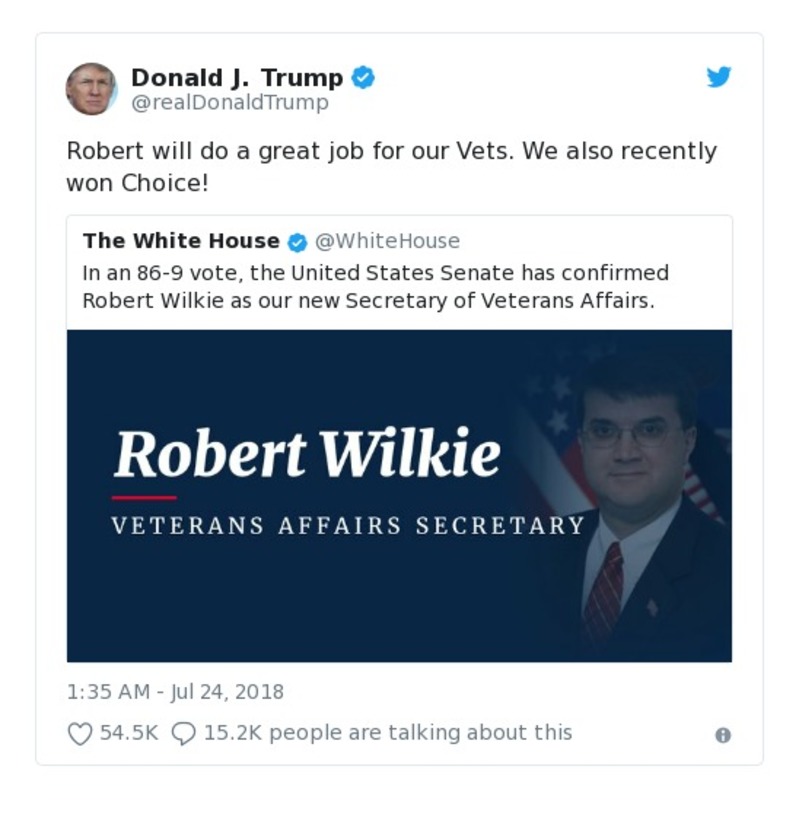 Donald J. Trump
@realDonaldTrump
Robert will do a great job for our Vets. We also recently
won Choice!
The White House @WhiteHouse
In an 86-9 vote, the United States Senate has confirmed
Robert Wilkie as our new Secretary of Veterans Affairs.
Robert Wilkie
VETERANS AFFAIRS SECRETARY
1:35 AM - Jul 24, 2018
54.5K 15.2K people are talking about this